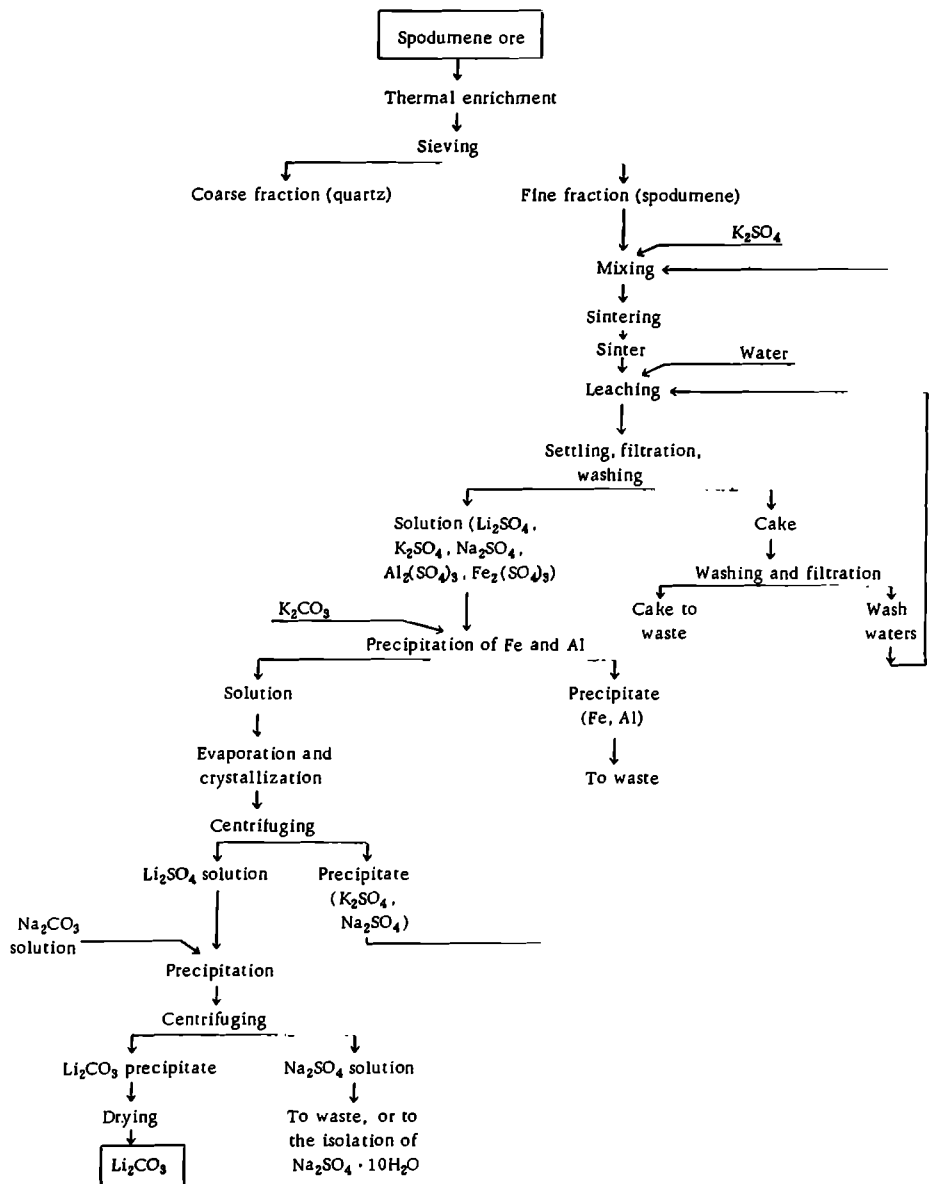 Spodumene ore
Thermal enrichment
Sieving
Coarse fraction (quartz)
Fine fraction (spodumene)
K₂SO₄
Mixing
Sintering
Sinter
Water
Leaching
Settling, filtration,
washing
Solution (Li₂SO₄,
K₂SO₄, Na₂SO₄,
Al₂(SO₄)₃, Fe₂(SO₄)₃)
Cake
Washing and filtration
Cake to
waste
Wash
waters
K₂CO₃
Precipitation of Fe and Al
Solution
Precipitate
(Fe, Al)
To waste
Evaporation and
crystallization
Centrifuging
Li₂SO₄ solution
Precipitate
(K₂SO₄,
Na₂SO₄)
Na₂CO₃
solution
Precipitation
Centrifuging
Li₂CO₃ precipitate
Na₂SO₄ solution
Drying
Li₂CO₃
To waste, or to
the isolation of
Na₂SO₄ · 10H₂O